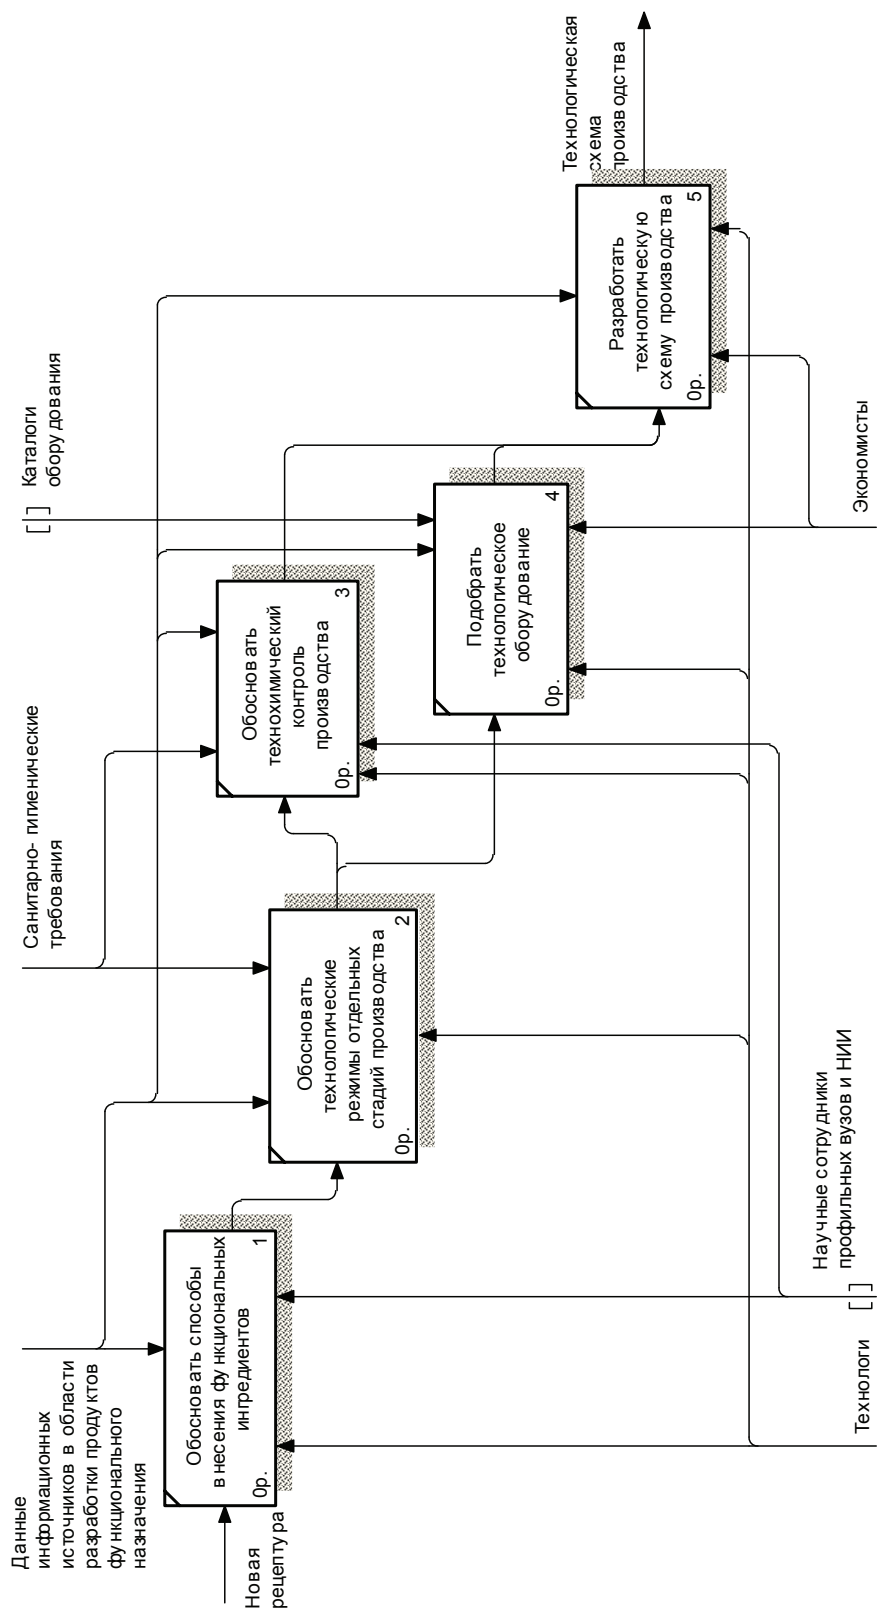 Данные
информационных
источников в области
разработки продуктов
функционального
назначения
Санитарно- гигиенические
требования
[ ] Каталоги
оборудования
Новая
рецептура
Обосновать способы
внесения функциональных
ингредиентов
0р.
1
Обосновать
технологические
режимы отдельных
стадий производства
0р.
2
Обосновать
технохимический
контроль
производства
0р.
3
Подобрать
технологическое
оборудование
0р.
4
Разработать
технологическую
схему производства
0р.
5
Технологическая
схема
производства
Технологи
[ ] Научные сотрудники
профильных вузов и НИИ
Экономисты